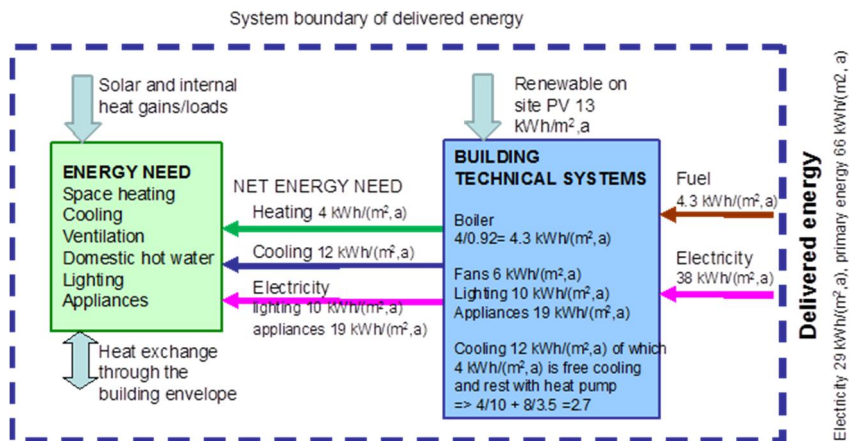 System boundary of delivered energy
Solar and internal
heat gains/loads
Renewable on
site PV 13
kWh/m²,a
ENERGY NEED
Space heating
Cooling
Ventilation
Domestic hot water
Lighting
Appliances
NET ENERGY NEED
Heating 4 kWh/(m²,a)
Cooling 12 kWh/(m²,a)
Electricity
lighting 10 kWh/(m²,a)
appliances 19 kWh/(m²,a)
Heat exchange
through the
building envelope
BUILDING
TECHNICAL SYSTEMS
Boiler
4/0.92= 4.3 kWh/(m²,a)
Fans 6 kWh/(m²,a)
Lighting 10 kWh/(m²,a)
Appliances 19 kWh/(m²,a)
Cooling 12 kWh/(m²,a) of which
4 kWh/(m²,a) is free cooling
and rest with heat pump
=> 4/10 + 8/3.5 =2.7
Fuel
4.3 kWh/(m²,a)
Electricity
38 kWh/(m²,a)
Delivered energy
Electricity 29 kWh/(m²,a), primary energy 66 kWh/(m2, a)